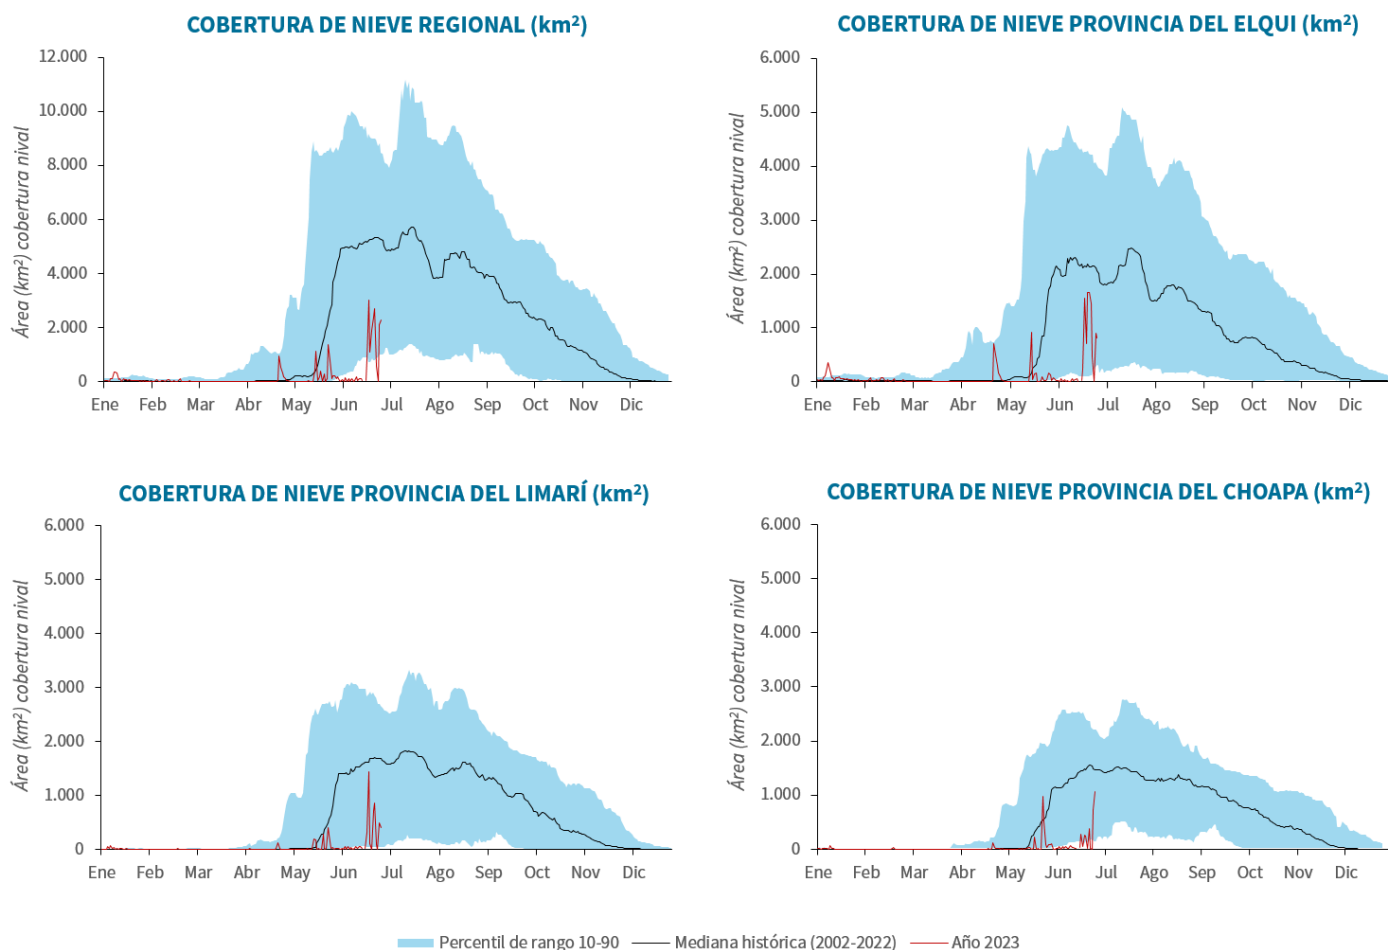 COBERTURA DE NIEVE REGIONAL (km²)
Área (km²) cobertura nival
12.000
10.000
8.000
6.000
4.000
2.000
0
Ene Feb Mar Abr May Jun Jul Ago Sep Oct Nov Dic
COBERTURA DE NIEVE PROVINCIA DEL ELQUI (km²)
Área (km²) cobertura nival
6.000
5.000
4.000
3.000
2.000
1.000
0
Ene Feb Mar Abr May Jun Jul Ago Sep Oct Nov Dic
COBERTURA DE NIEVE PROVINCIA DEL LIMARÍ (km²)
Área (km²) cobertura nival
6.000
5.000
4.000
3.000
2.000
1.000
0
Ene Feb Mar Abr May Jun Jul Ago Sep Oct Nov Dic
COBERTURA DE NIEVE PROVINCIA DEL CHOAPA (km²)
Área (km²) cobertura nival
6.000
5.000
4.000
3.000
2.000
1.000
0
Ene Feb Mar Abr May Jun Jul Ago Sep Oct Nov Dic
Percentil de rango 10-90 Mediana histórica (2002-2022) Año 2023